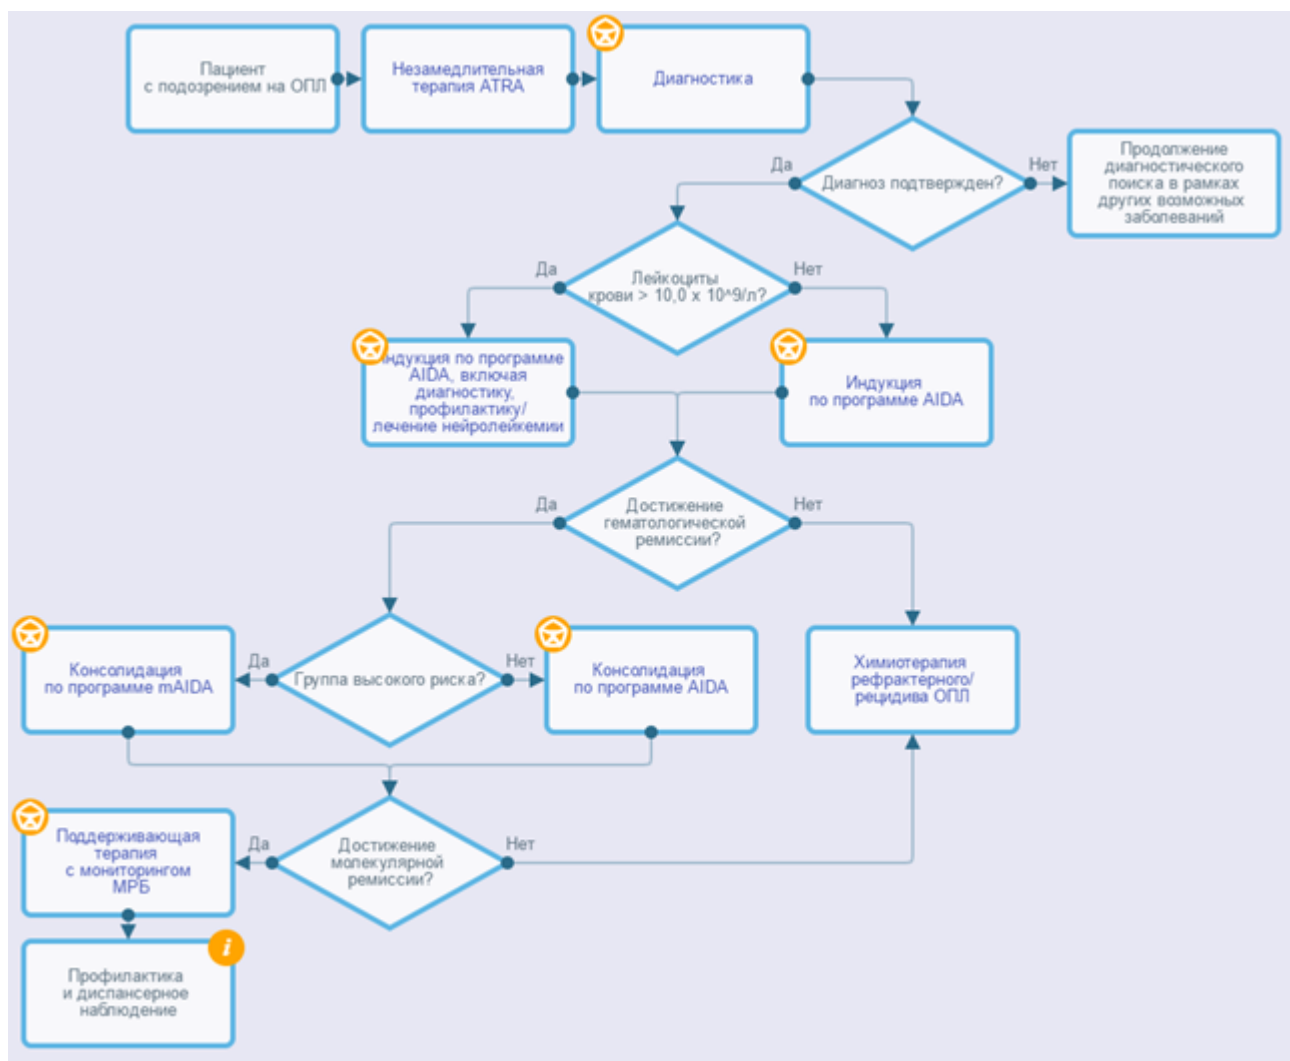 Пациент
с подозрением на ОПЛ
Незамедлительная
терапия ATRA
Диагностика
Диагноз подтвержден?
Да
Нет
Продолжение
диагностического
поиска в рамках
других возможных
заболеваний
Лейкоциты
крови > 10,0 x 10^9/л?
Да
Нет
Индукция по программе
AIDA, включая
диагностику,
профилактику/
лечение нейролейкемии
Индукция
по программе AIDA
Достижение
гематологической
ремиссии?
Да
Нет
Консолидация
по программе mAIDA
Да
Группа высокого риска?
Нет
Консолидация
по программе AIDA
Химиотерапия
рефрактерного/
рецидива ОПЛ
Поддерживающая
терапия
с мониторингом
МРБ
Да
Достижение
молекулярной
ремиссии?
Нет
i
Профилактика
и диспансерное
наблюдение